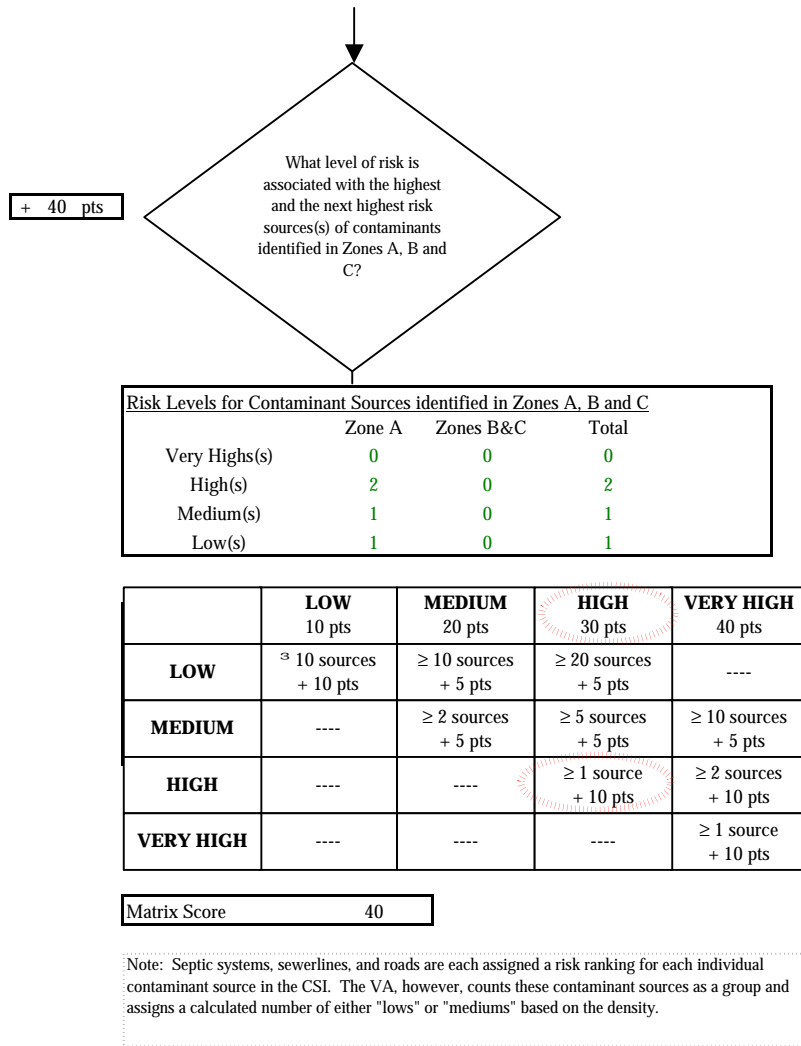 What level of risk is
associated with the highest
and the next highest risk
sources(s) of contaminants
identified in Zones A, B and
C?
+ 40 pts
Risk Levels for Contaminant Sources identified in Zones A, B and C
Zone A Zones B&C Total
Very Highs(s) 0 0 0
High(s) 2 0 2
Medium(s) 1 0 1
Low(s) 1 0 1
LOW MEDIUM HIGH VERY HIGH
10 pts 20 pts 30 pts 40 pts
LOW ³ 10 sources ≥ 10 sources ≥ 20 sources ----
+ 10 pts + 5 pts + 5 pts
MEDIUM ---- ≥ 2 sources ≥ 5 sources ≥ 10 sources
+ 5 pts + 5 pts + 5 pts
HIGH ---- ---- ≥ 1 source ≥ 2 sources
+ 10 pts + 10 pts
VERY HIGH ---- ---- ---- ≥ 1 source
+ 10 pts
Matrix Score 40
Note: Septic systems, sewerlines, and roads are each assigned a risk ranking for each individual
contaminant source in the CSI. The VA, however, counts these contaminant sources as a group and
assigns a calculated number of either "lows" or "mediums" based on the density.